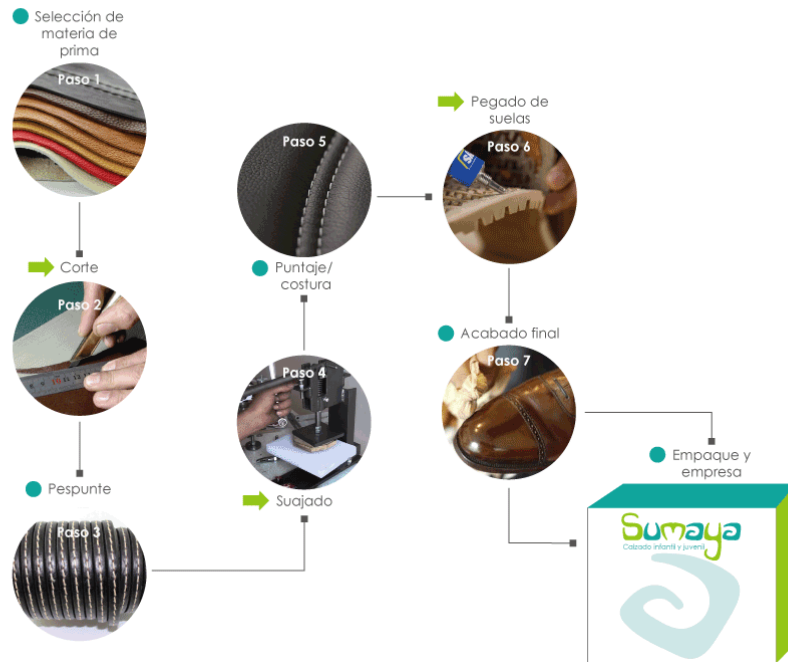 Selección de
materia de
prima
Paso 1
Corte
Paso 2
Pespunte
Paso 3
Paso 4
Suajado
Paso 5
Puntaje/
costura
Pegado de
suelas
Paso 6
Acabado final
Paso 7
Empaque y
empresa
Sumaya
Calzado infantil y juvenil